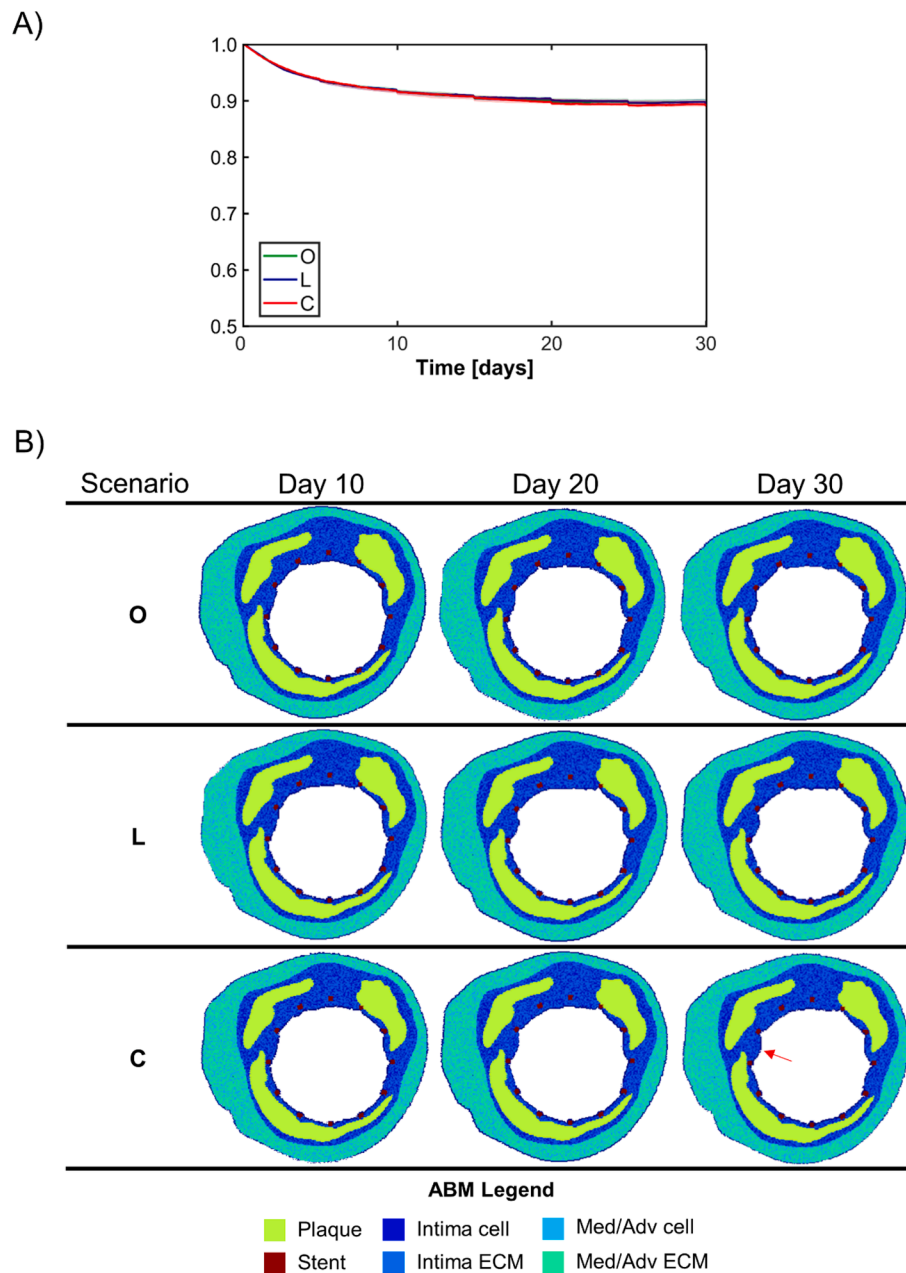 A)
1.0
0.9
0.8
0.7
0.6
0.5
O
L
C
0 10 20 30
Time [days]
B)
Scenario Day 10 Day 20 Day 30
O
L
C
ABM Legend
Plaque Intima cell Med/Adv cell
Stent Intima ECM Med/Adv ECM